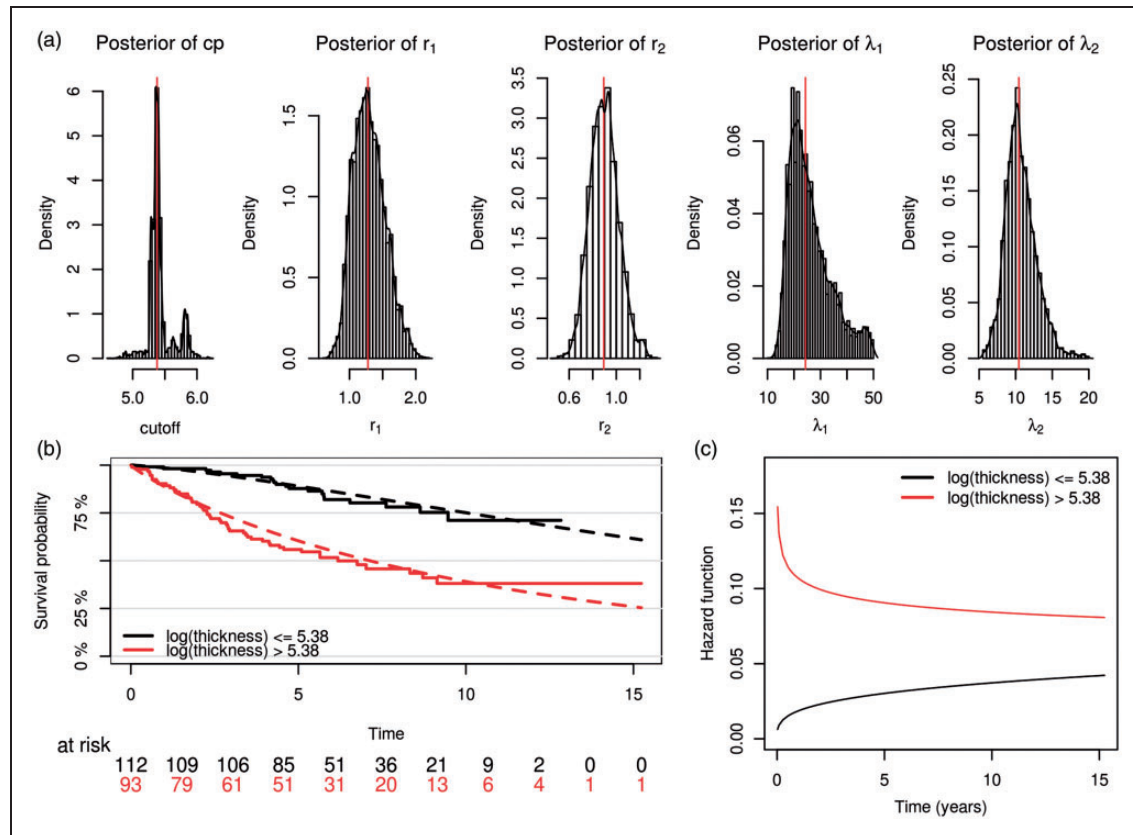 (a)
Posterior of cp
Density
0 1 2 3 4 5 6
5.0 6.0
cutoff
Posterior of r₁
Density
0.0 0.5 1.0 1.5
1.0 2.0
r₁
Posterior of r₂
Density
0.0 0.5 1.0 1.5 2.0 2.5 3.0 3.5
0.6 1.0
r₂
Posterior of λ₁
Density
0.00 0.02 0.04 0.06
10 20 30 50
λ₁
Posterior of λ₂
Density
0.00 0.05 0.10 0.15 0.20 0.25
5 10 15 20
λ₂
(b)
Survival probability
0 % 25 % 75 %
log(thickness) <= 5.38
log(thickness) > 5.38
0 5 10 15
Time
at risk
112 109 106 85 51 36 21 9 2 0 0
93 79 61 51 31 20 13 6 4 1 1
(c)
Hazard function
0.00 0.05 0.10 0.15
log(thickness) <= 5.38
log(thickness) > 5.38
0 5 10 15
Time (years)